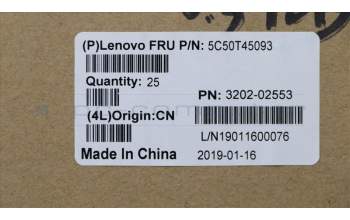 (P)Lenovo FRU P/N: 5C50T45093
Quantity: 25
PN: 3202-02553
(4L)Origin:CN
L/N19011600076
Made In China
2019-01-16